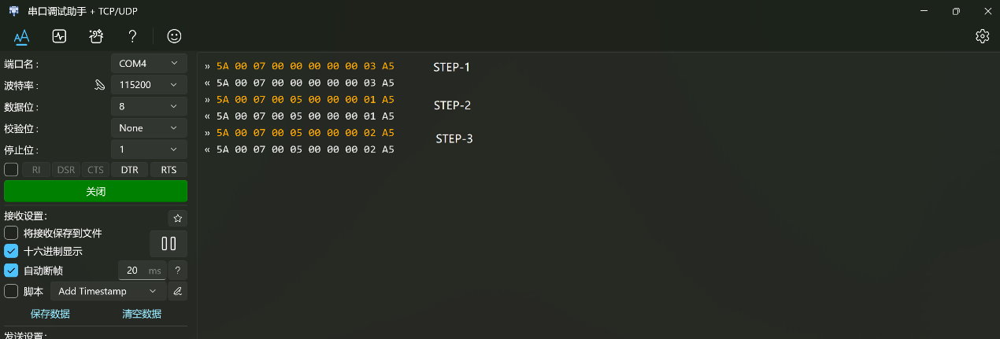 串口调试助手 + TCP/UDP
端口名: COM4
波特率: 115200
数据位: 8
校验位: None
停止位: 1
RI DSR CTS DTR RTS
关闭
接收设置:
将接收保存到文件
十六进制显示
自动断帧 20 ms ?
脚本 Add Timestamp
保存数据 清空数据
发送设置:
» 5A 00 07 00 00 00 00 00 03 A5 STEP-1
« 5A 00 07 00 00 00 00 00 03 A5
» 5A 00 07 00 05 00 00 00 01 A5 STEP-2
« 5A 00 07 00 05 00 00 00 01 A5
» 5A 00 07 00 05 00 00 00 02 A5 STEP-3
« 5A 00 07 00 05 00 00 00 02 A5